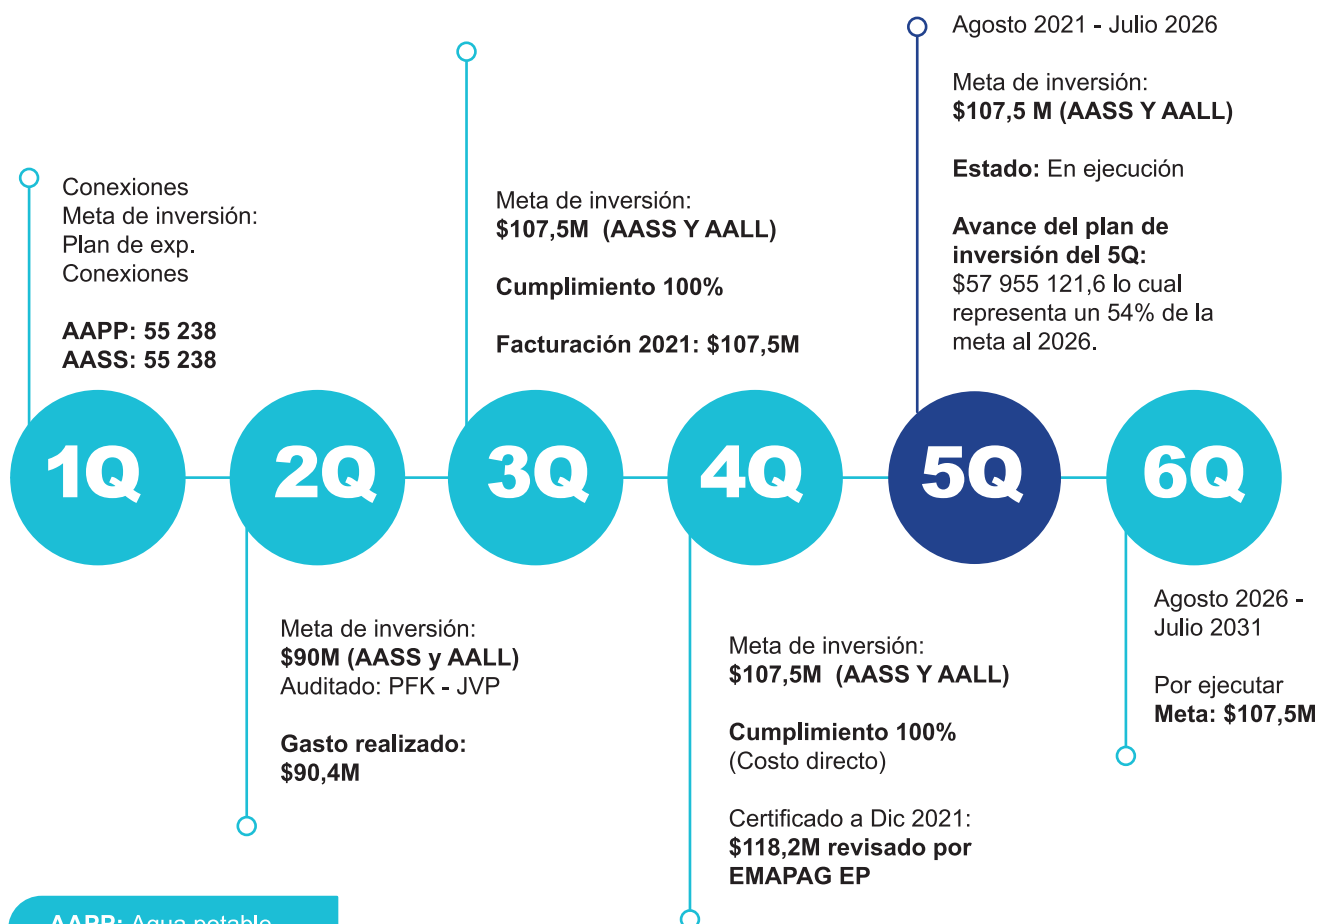 Conexiones
Meta de inversión:
Plan de exp.
Conexiones
AAPP: 55 238
AASS: 55 238
1Q
2Q
Meta de inversión:
$90M (AASS y AALL)
Auditado: PFK - JVP
Gasto realizado:
$90,4M
Meta de inversión:
$107,5M (AASS Y AALL)
Cumplimiento 100%
Facturación 2021: $107,5M
3Q
4Q
Meta de inversión:
$107,5M (AASS Y AALL)
Cumplimiento 100%
(Costo directo)
Certificado a Dic 2021:
$118,2M revisado por
EMAPAG EP
Agosto 2021 - Julio 2026
Meta de inversión:
$107,5 M (AASS Y AALL)
Estado: En ejecución
Avance del plan de
inversión del 5Q:
$57 955 121,6 lo cual
representa un 54% de la
meta al 2026.
5Q
6Q
Agosto 2026 -
Julio 2031
Por ejecutar
Meta: $107,5M
AAPP: Agua potable